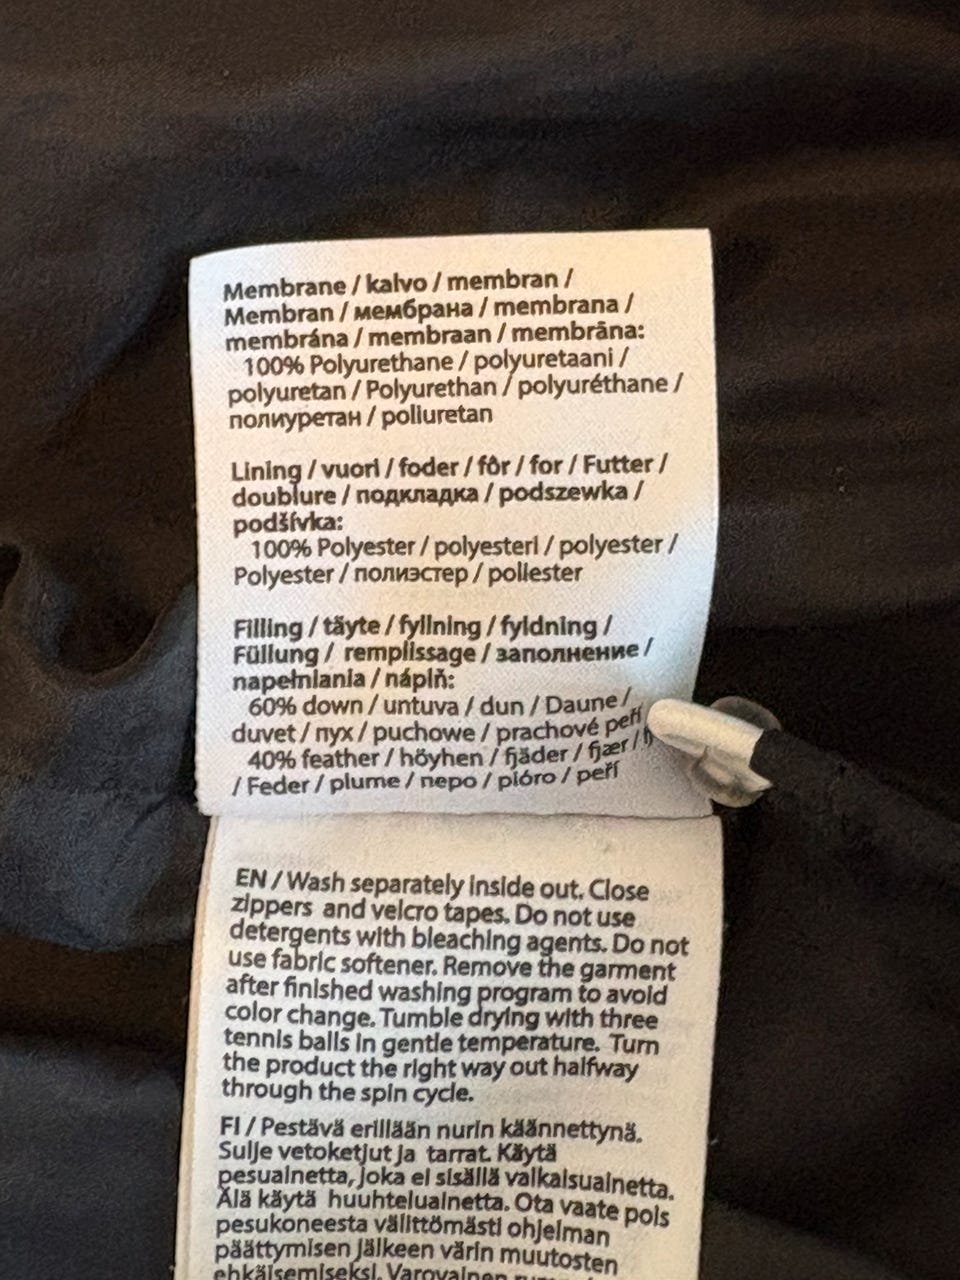 Membrane / kalvo / membran /
Membran / мембрана / membrana /
membrána / membraan / membrāna:
100% Polyurethane / polyuretaani /
polyuretan / Polyurethan / polyuréthane /
полиуретан / poliuretan
Lining / vuori / foder / fôr / for / Futter /
doublure / подкладка / podszewka /
podšívka:
100% Polyester / polyesteri / polyester /
Polyester / полиэстер / poliester
Filling / täyte / fyllning / fyldning /
Füllung / remplissage / заполнение /
napełniania / náplň:
60% down / untuva / dun / Daune /
duvet / пух / puchowe / prachové peří
40% feather / höyhen / fjäder / fjær /
/ Feder / plume / перо / pióro / peří
EN / Wash separately inside out. Close
zippers and velcro tapes. Do not use
detergents with bleaching agents. Do not
use fabric softener. Remove the garment
after finished washing program to avoid
color change. Tumble drying with three
tennis balls in gentle temperature. Turn
the product the right way out halfway
through the spin cycle.
FI / Pestävä erillään nurin käännettynä.
Sulje vetoketjut ja tarrat. Käytä
pesuainetta, joka ei sisällä valkaisuainetta.
Älä käytä huuhteluainetta. Ota vaate pois
pesukoneesta välittömästi ohjelman
päättymisen jälkeen värin muutosten
ehkäisemiseksi. Varovainen